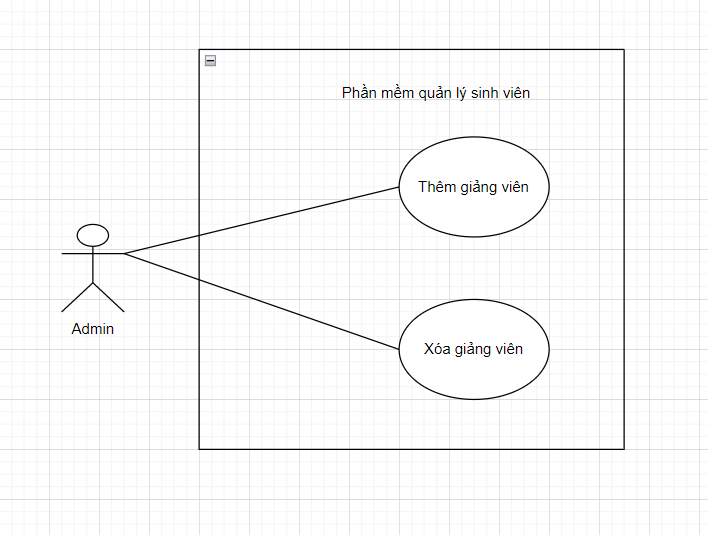 Phần mềm quản lý sinh viên
Thêm giảng viên
Admin
Xóa giảng viên